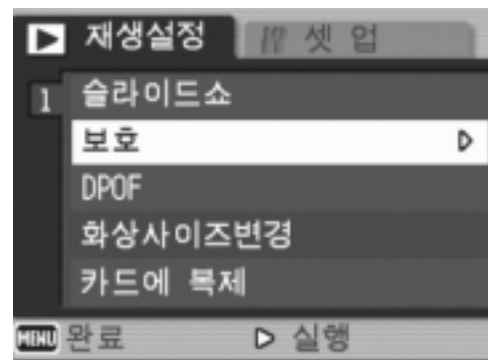 재생설정 셋 업
1 슬라이드쇼
보호
DPOF
화상사이즈변경
카드에 복제
MENU 완료 실행